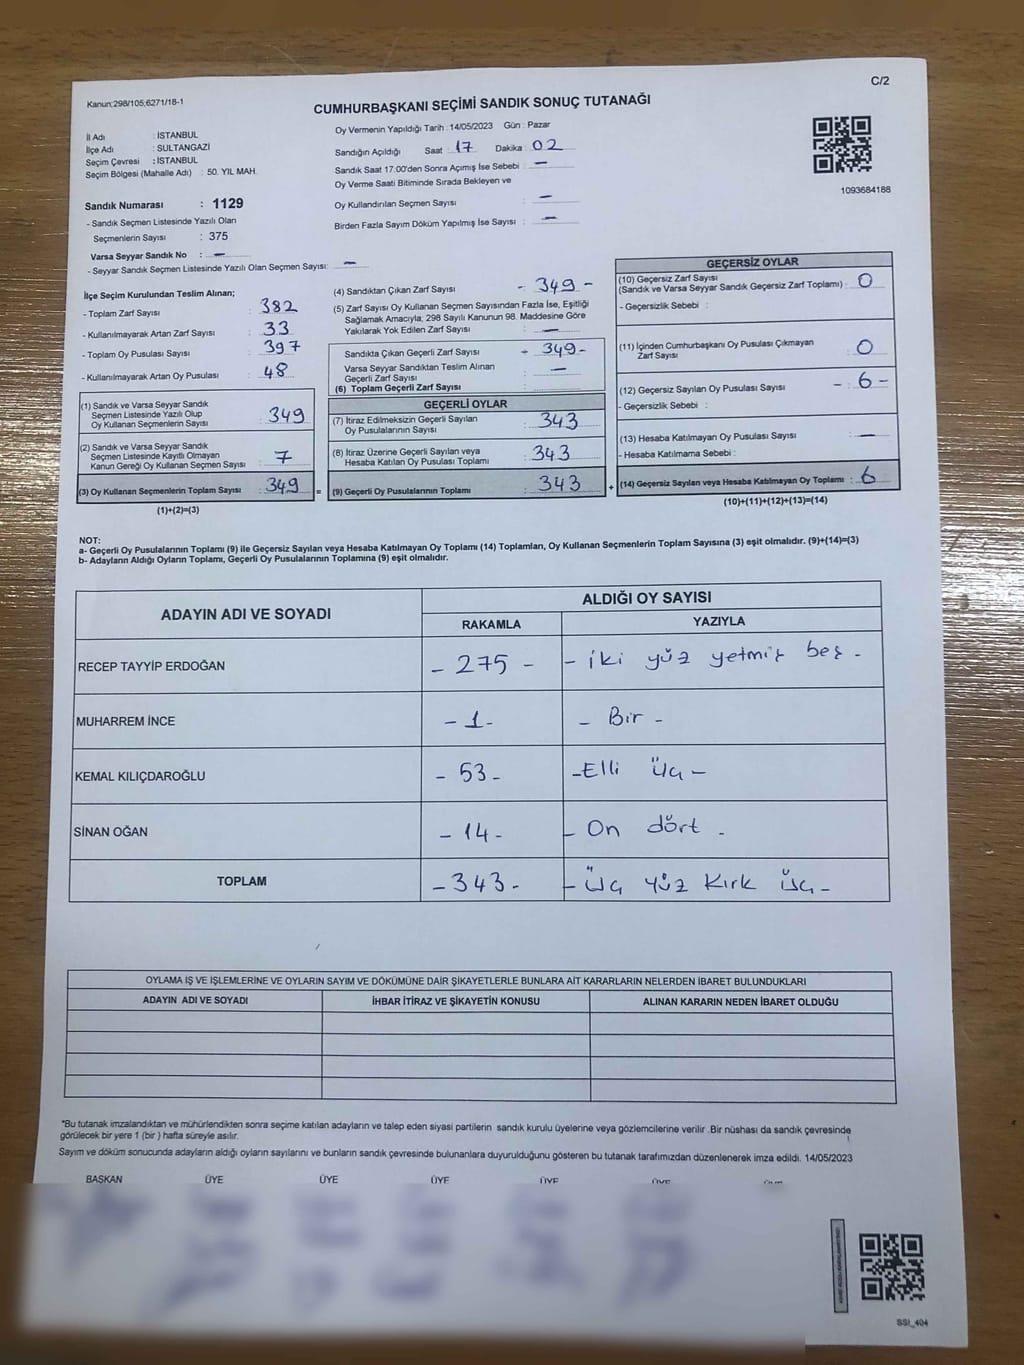 Kanun;298/105;6271/18-1
C/2
CUMHURBAŞKANI SEÇİMİ SANDIK SONUÇ TUTANAĞI
İl Adı : İSTANBUL
İlçe Adı : SULTANGAZİ
Seçim Çevresi : İSTANBUL
Seçim Bölgesi (Mahalle Adı) : 50. YIL MAH.
Sandık Numarası : 1129
- Sandık Seçmen Listesinde Yazılı Olan
Seçmenlerin Sayısı : 375
Varsa Seyyar Sandık No : —
- Seyyar Sandık Seçmen Listesinde Yazılı Olan Seçmen Sayısı: —
Oy Vermenin Yapıldığı Tarih : 14/05/2023 Gün : Pazar
Sandığın Açıldığı Saat : 17 Dakika : 02
Sandık Saat 17.00'den Sonra Açımış İse Sebebi : —
Oy Verme Saati Bitiminde Sırada Bekleyen ve
Oy Kullandırılan Seçmen Sayısı : —
Birden Fazla Sayım Döküm Yapılmış İse Sayısı : —
1093684188
İlçe Seçim Kurulundan Teslim Alınan;
- Toplam Zarf Sayısı : 382
- Kullanılmayarak Artan Zarf Sayısı : 33
- Toplam Oy Pusulası Sayısı : 397
- Kullanılmayarak Artan Oy Pusulası : 48
(1) Sandık ve Varsa Seyyar Sandık
Seçmen Listesinde Yazılı Olup
Oy Kullanan Seçmenlerin Sayısı : 349
(2) Sandık ve Varsa Seyyar Sandık
Seçmen Listesinde Kayıtlı Olmayan
Kanun Gereği Oy Kullanan Seçmen Sayısı : 7
(3) Oy Kullanan Seçmenlerin Toplam Sayısı : 349 =
(1)+(2)=(3)
(4) Sandıktan Çıkan Zarf Sayısı - 349 -
(5) Zarf Sayısı Oy Kullanan Seçmen Sayısından Fazla İse, Eşitliği
Sağlamak Amacıyla; 298 Sayılı Kanunun 98. Maddesine Göre
Yakılarak Yok Edilen Zarf Sayısı : —
Sandıkta Çıkan Geçerli Zarf Sayısı - 349-
Varsa Seyyar Sandıktan Teslim Alınan
Geçerli Zarf Sayısı : —
(6) Toplam Geçerli Zarf Sayısı :
GEÇERLİ OYLAR
(7) İtiraz Edilmeksizin Geçerli Sayılan
Oy Pusulalarının Sayısı : 343
(8) İtiraz Üzerine Geçerli Sayılan veya
Hesaba Katılan Oy Pusulası Toplamı : 343
(9) Geçerli Oy Pusulalarının Toplamı : 343 +
GEÇERSİZ OYLAR
(10) Geçersiz Zarf Sayısı
(Sandık ve Varsa Seyyar Sandık Geçersiz Zarf Toplamı) : 0
- Geçersizlik Sebebi :
(11) İçinden Cumhurbaşkanı Oy Pusulası Çıkmayan
Zarf Sayısı : 0
(12) Geçersiz Sayılan Oy Pusulası Sayısı - 6 -
- Geçersizlik Sebebi :
(13) Hesaba Katılmayan Oy Pusulası Sayısı : —
- Hesaba Katılmama Sebebi :
(14) Geçersiz Sayılan veya Hesaba Katılmayan Oy Toplamı : 6
(10)+(11)+(12)+(13)=(14)
NOT:
a- Geçerli Oy Pusulalarının Toplamı (9) ile Geçersiz Sayılan veya Hesaba Katılmayan Oy Toplamı (14) Toplamları, Oy Kullanan Seçmenlerin Toplam Sayısına (3) eşit olmalıdır. (9)+(14)=(3)
b- Adayların Aldığı Oyların Toplamı, Geçerli Oy Pusulalarının Toplamına (9) eşit olmalıdır.
ADAYIN ADI VE SOYADI
ALDIĞI OY SAYISI
RAKAMLA YAZIYLA
RECEP TAYYİP ERDOĞAN - 275 - - iki yüz yetmiş beş -
MUHARREM İNCE - 1 - - Bir -
KEMAL KILIÇDAROĞLU - 53 - - Elli üç -
SİNAN OĞAN - 14 - - On dört -
TOPLAM - 343 - - üç yüz kırk üç -
OYLAMA İŞ VE İŞLEMLERİNE VE OYLARIN SAYIM VE DÖKÜMÜNE DAİR ŞİKAYETLERLE BUNLARA AİT KARARLARIN NELERDEN İBARET BULUNDUKLARI
ADAYIN ADI VE SOYADI İHBAR İTİRAZ VE ŞİKAYETİN KONUSU ALINAN KARARIN NEDEN İBARET OLDUĞU
*Bu tutanak imzalandıktan ve mühürlendikten sonra seçime katılan adayların ve talep eden siyasi partilerin sandık kurulu üyelerine veya gözlemcilerine verilir .Bir nüshası da sandık çevresinde
görülecek bir yere 1 (bir ) hafta süreyle asılır.
Sayım ve döküm sonucunda adayların aldığı oyların sayılarını ve bunların sandık çevresinde bulunanlara duyurulduğunu gösteren bu tutanak tarafımızdan düzenlenerek imza edildi. 14/05/2023
BAŞKAN ÜYE ÜYE ÜYE ÜYE ÜYE
SSI_404